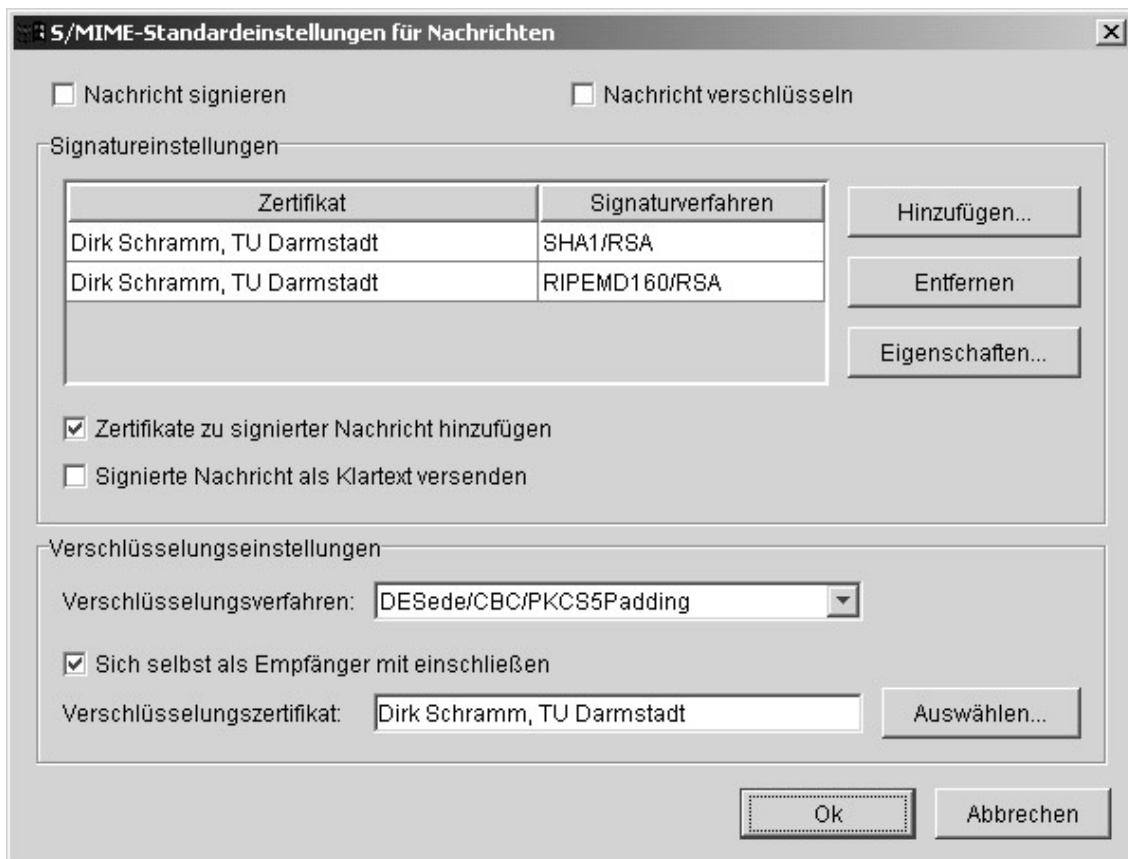 S/MIME-Standardeinstellungen für Nachrichten
Nachricht signieren Nachricht verschlüsseln
Signatureinstellungen
Zertifikat Signaturverfahren
Dirk Schramm, TU Darmstadt SHA1/RSA
Dirk Schramm, TU Darmstadt RIPEMD160/RSA
Hinzufügen...
Entfernen
Eigenschaften...
Zertifikate zu signierter Nachricht hinzufügen
Signierte Nachricht als Klartext versenden
Verschlüsselungseinstellungen
Verschlüsselungsverfahren: DESede/CBC/PKCS5Padding
Sich selbst als Empfänger mit einschließen
Verschlüsselungszertifikat: Dirk Schramm, TU Darmstadt Auswählen...
Ok Abbrechen